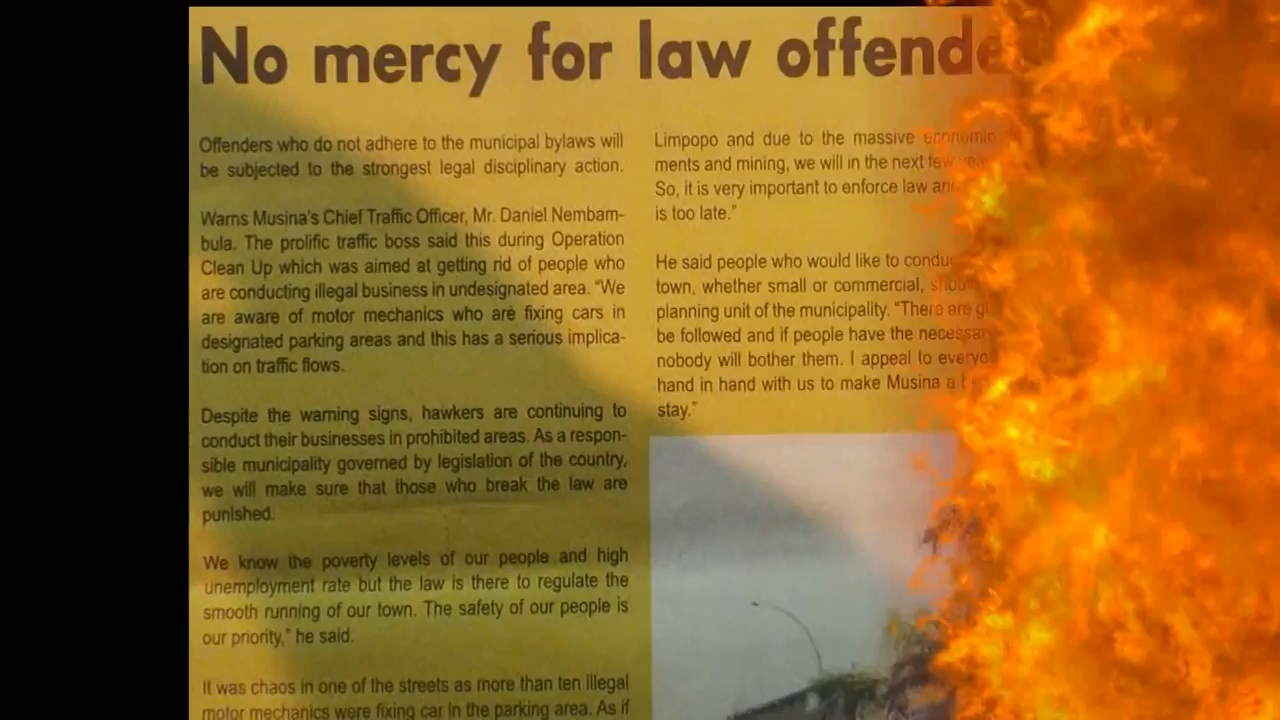 No mercy for law offende
Offenders who do not adhere to the municipal bylaws will
be subjected to the strongest legal disciplinary action.
Warns Musina's Chief Traffic Officer, Mr. Daniel Nembam-
bula. The prolific traffic boss said this during Operation
Clean Up which was aimed at getting rid of people who
are conducting illegal business in undesignated area. “We
are aware of motor mechanics who are fixing cars in
designated parking areas and this has a serious implica-
tion on traffic flows.
Despite the warning signs, hawkers are continuing to
conduct their businesses in prohibited areas. As a respon-
sible municipality governed by legislation of the country,
we will make sure that those who break the law are
punished.
We know the poverty levels of our people and high
unemployment rate but the law is there to regulate the
smooth running of our town. The safety of our people is
our priority,” he said.
It was chaos in one of the streets as more than ten illegal
motor mechanics were fixing car in the parking area. As if
Limpopo and due to the massive economic
ments and mining, we will in the next few
So, it is very important to enforce law
is too late.”
He said people who would like to
town, whether small or commercial,
planning unit of the municipality. “There are
be followed and if people have the
nobody will bother them. I appeal to
hand in hand with us to make Musina a
stay.”